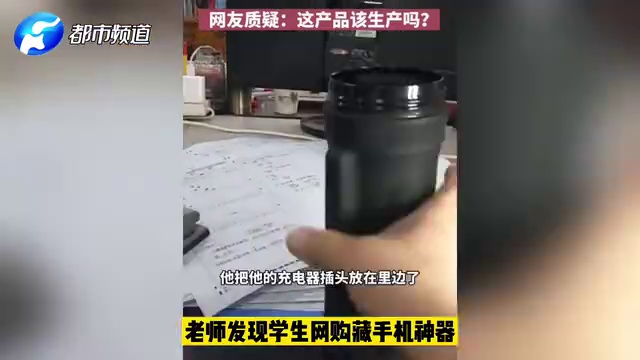 网友质疑：这产品该生产吗？
都市频道
他把他的充电器插头放在里边了
老师发现学生网购藏手机神器